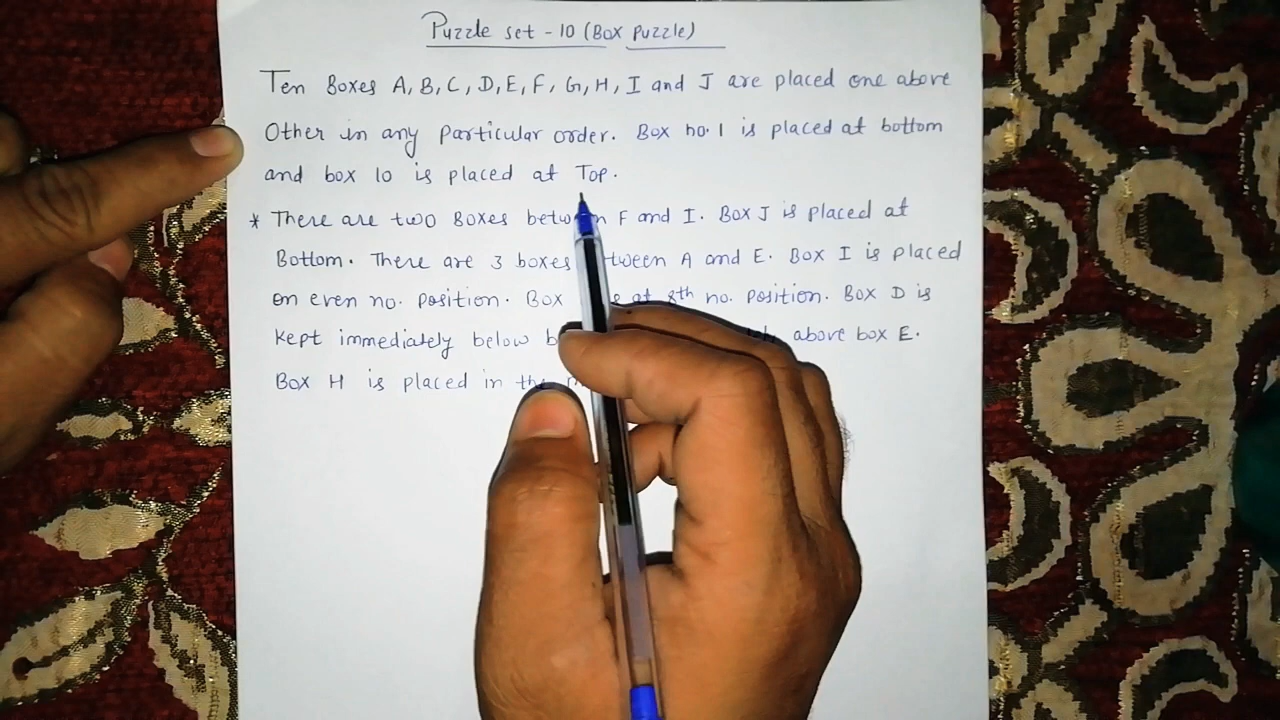 Puzzle set - 10 (Box Puzzle)
Ten Boxes A, B, C, D, E, F, G, H, I and J are placed one above
Other in any particular order. Box no. 1 is placed at bottom
and box 10 is placed at Top.
* There are two Boxes between F and I. Box J is placed at
Bottom. There are 3 boxes between A and E. Box I is placed
on even no. position. Box at 8th no. position. Box D is
kept immediately below above box E.
Box H is placed in the